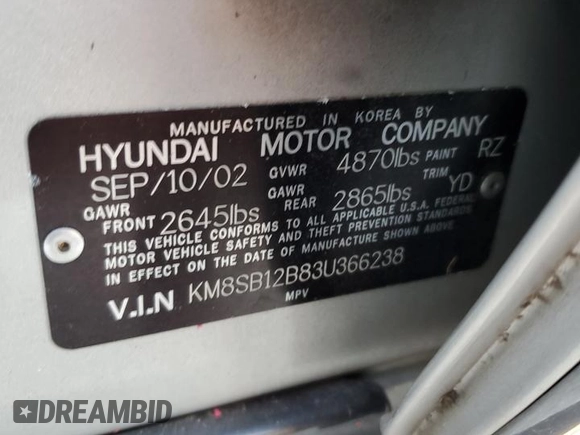 MANUFACTURED IN KOREA BY
HYUNDAI MOTOR COMPANY
SEP/10/02 GVWR 4870lbs PAINT RZ
GAWR FRONT 2645lbs GAWR REAR 2865lbs TRIM YD
THIS VEHICLE CONFORMS TO ALL APPLICABLE U.S.A. FEDERAL
MOTOR VEHICLE SAFETY AND THEFT PREVENTION STANDARDS
IN EFFECT ON THE DATE OF MANUFACTURE SHOWN ABOVE.
V.I.N KM8SB12B83U366238
MPV
DREAMBID